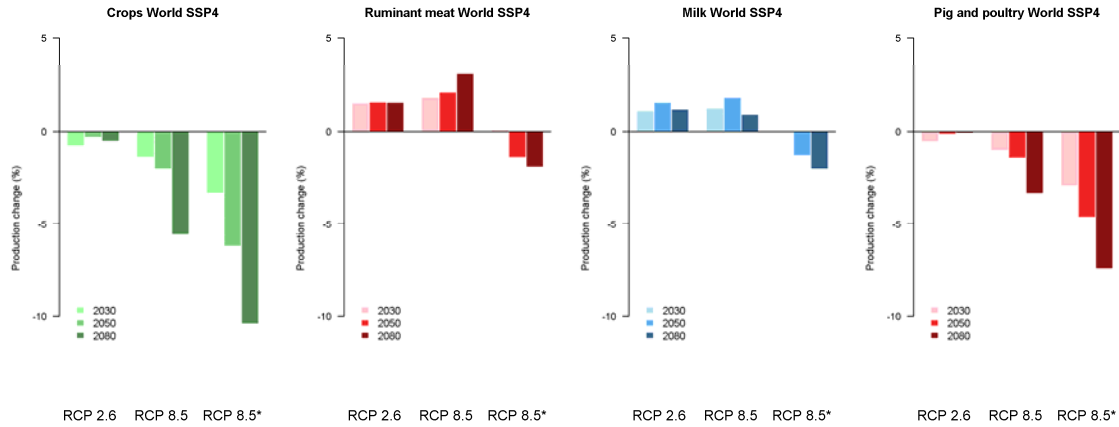 Crops World SSP4
5
0
-5
-10
Production change (%)
2030
2050
2080
RCP 2.6 RCP 8.5 RCP 8.5*
Ruminant meat World SSP4
5
0
-5
-10
Production change (%)
2030
2050
2080
RCP 2.6 RCP 8.5 RCP 8.5*
Milk World SSP4
5
0
-5
-10
Production change (%)
2030
2050
2080
RCP 2.6 RCP 8.5 RCP 8.5*
Pig and poultry World SSP4
5
0
-5
-10
Production change (%)
2030
2050
2080
RCP 2.6 RCP 8.5 RCP 8.5*